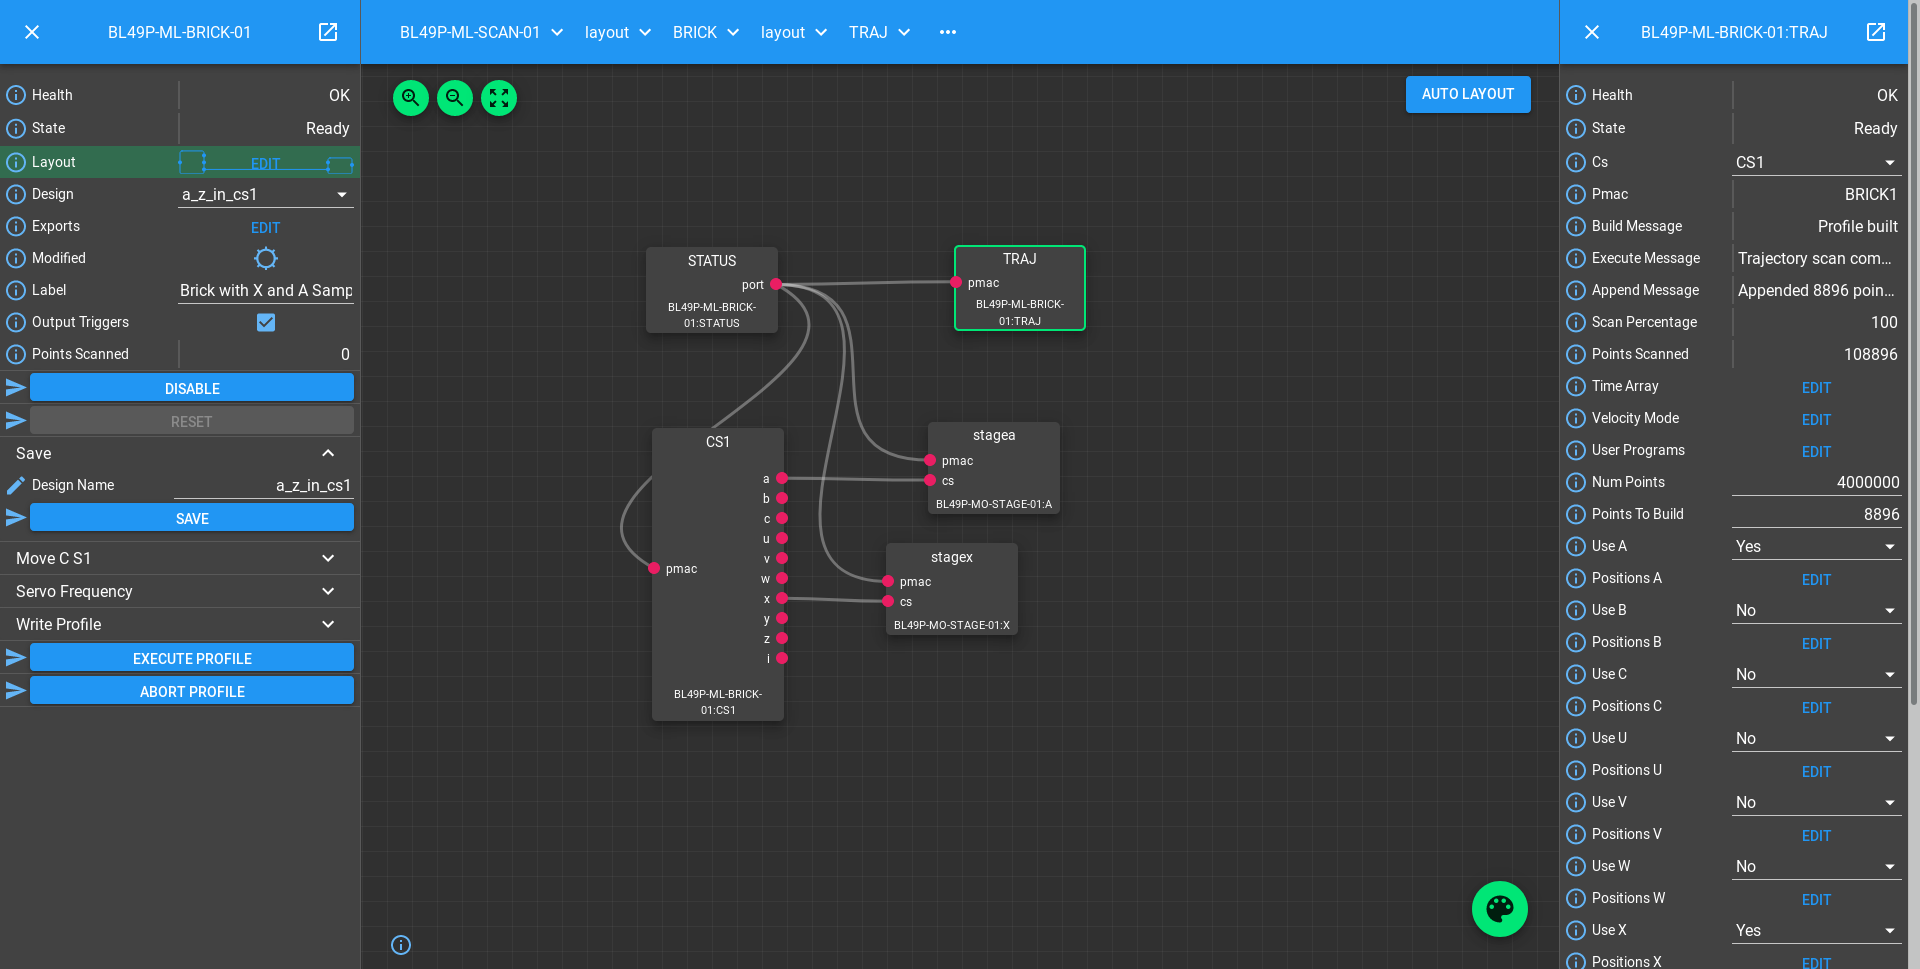 BL49P-ML-BRICK-01
Health OK
State Ready
Layout EDIT
Design a_z_in_cs1
Exports EDIT
Modified
Label Brick with X and A Samp
Output Triggers
Points Scanned 0
DISABLE
RESET
Save
Design Name a_z_in_cs1
SAVE
Move C S1
Servo Frequency
Write Profile
EXECUTE PROFILE
ABORT PROFILE
BL49P-ML-SCAN-01 layout BRICK layout TRAJ
AUTO LAYOUT
STATUS
port
BL49P-ML-BRICK-
01:STATUS
TRAJ
pmac
BL49P-ML-BRICK-
01:TRAJ
CS1
a
b
c
u
v
pmac
w
x
y
z
i
BL49P-ML-BRICK-
01:CS1
stagea
pmac
cs
BL49P-MO-STAGE-01:A
stagex
pmac
cs
BL49P-MO-STAGE-01:X
BL49P-ML-BRICK-01:TRAJ
Health OK
State Ready
Cs CS1
Pmac BRICK1
Build Message Profile built
Execute Message Trajectory scan com...
Append Message Appended 8896 poin...
Scan Percentage 100
Points Scanned 108896
Time Array EDIT
Velocity Mode EDIT
User Programs EDIT
Num Points 4000000
Points To Build 8896
Use A Yes
Positions A EDIT
Use B No
Positions B EDIT
Use C No
Positions C EDIT
Use U No
Positions U EDIT
Use V No
Positions V EDIT
Use W No
Positions W EDIT
Use X Yes
Positions X EDIT